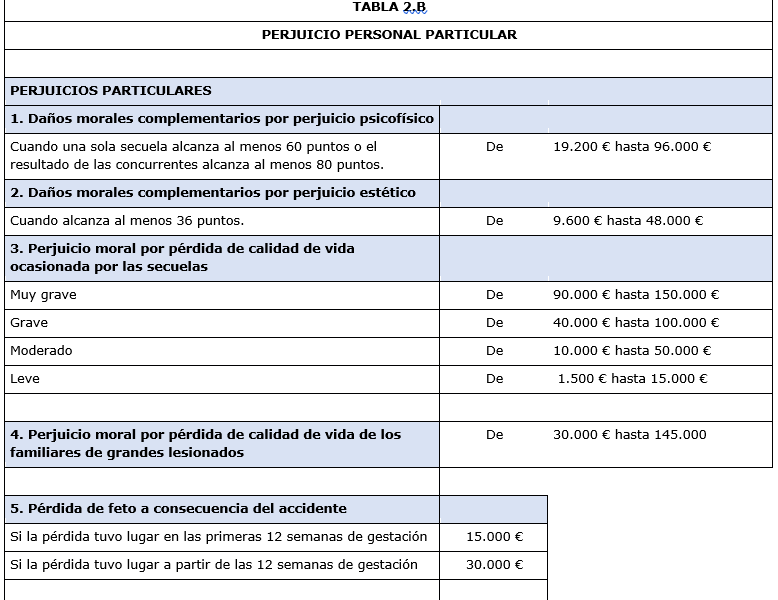 TABLA 2.B
PERJUICIO PERSONAL PARTICULAR
PERJUICIOS PARTICULARES
1. Daños morales complementarios por perjuicio psicofísico
Cuando una sola secuela alcanza al menos 60 puntos o el De 19.200 € hasta 96.000 €
resultado de las concurrentes alcanza al menos 80 puntos.
2. Daños morales complementarios por perjuicio estético
Cuando alcanza al menos 36 puntos. De 9.600 € hasta 48.000 €
3. Perjuicio moral por pérdida de calidad de vida
ocasionada por las secuelas
Muy grave De 90.000 € hasta 150.000 €
Grave De 40.000 € hasta 100.000 €
Moderado De 10.000 € hasta 50.000 €
Leve De 1.500 € hasta 15.000 €
4. Perjuicio moral por pérdida de calidad de vida de los De 30.000 € hasta 145.000
familiares de grandes lesionados
5. Pérdida de feto a consecuencia del accidente
Si la pérdida tuvo lugar en las primeras 12 semanas de gestación 15.000 €
Si la pérdida tuvo lugar a partir de las 12 semanas de gestación 30.000 €